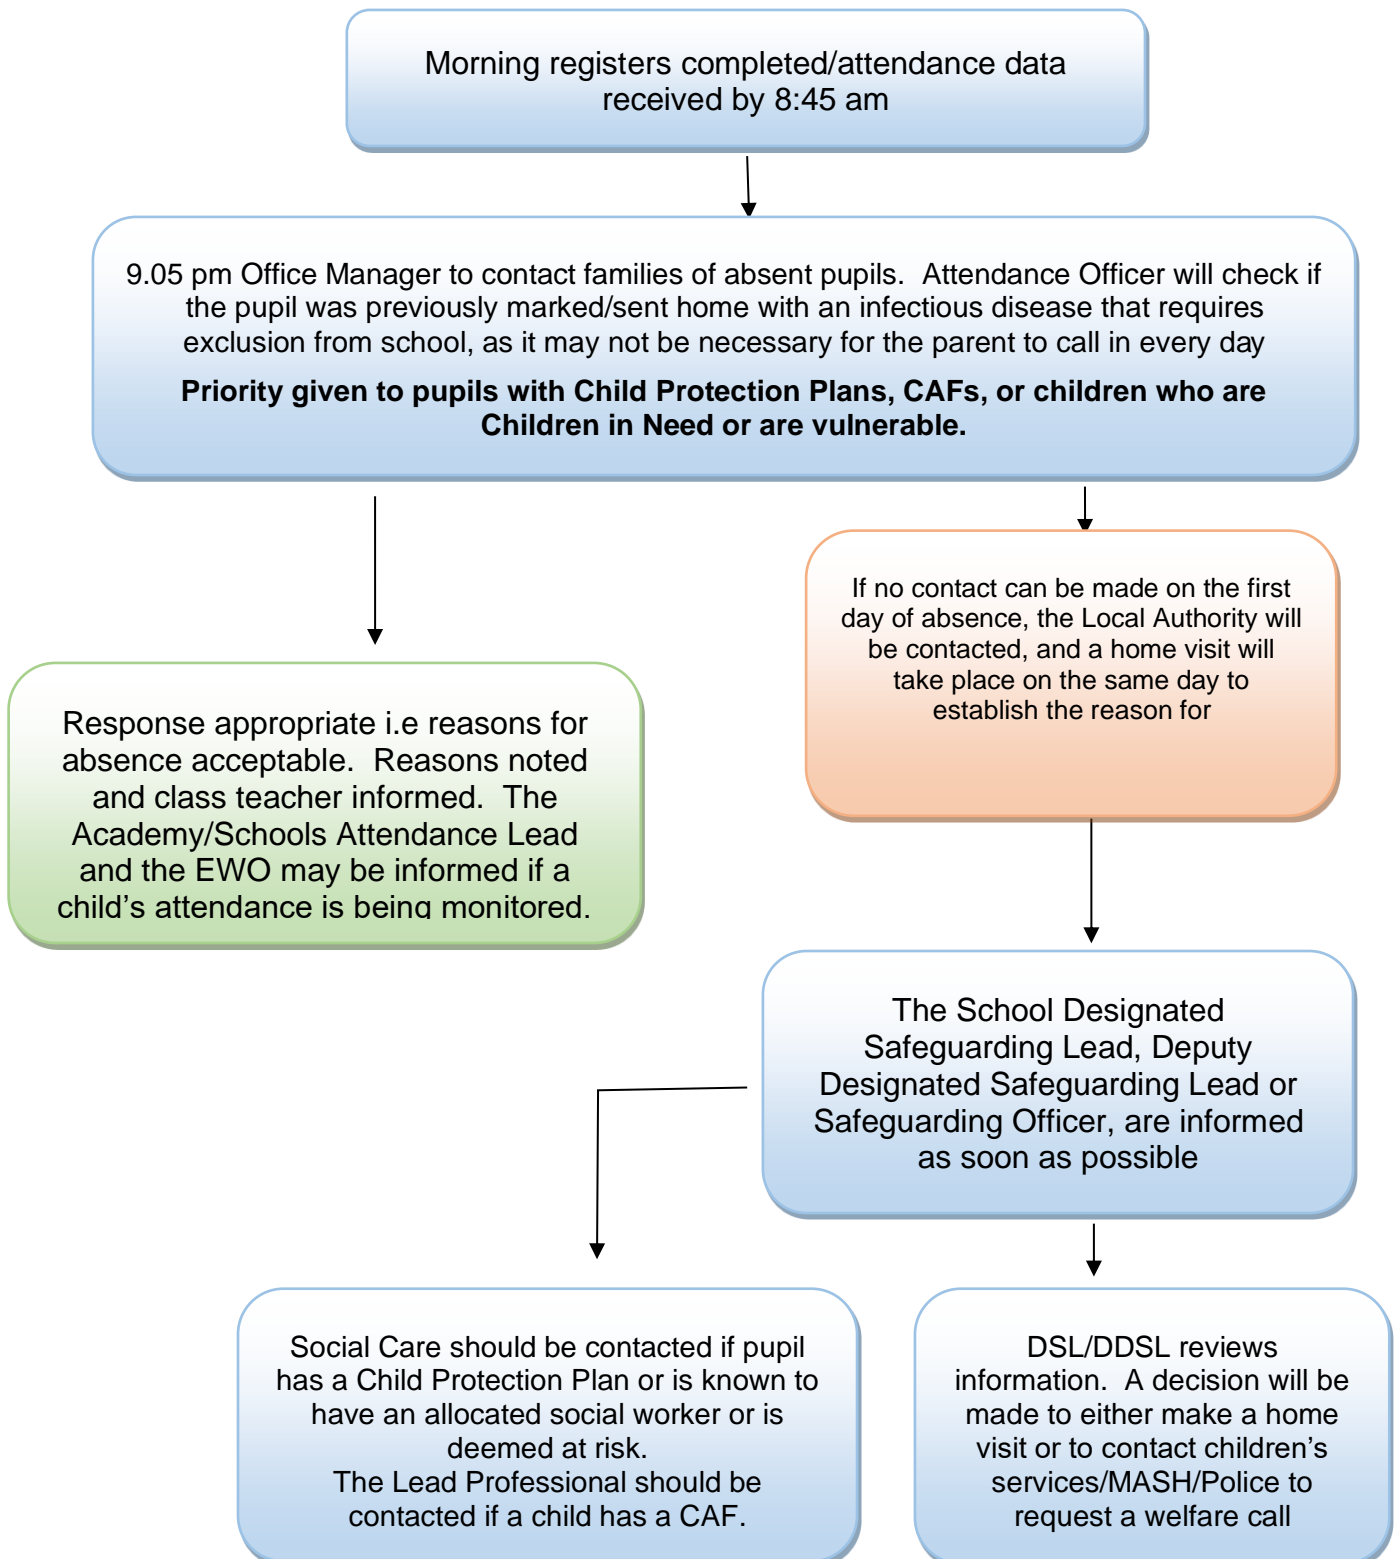 Morning registers completed/attendance data
received by 8:45 am
9.05 pm Office Manager to contact families of absent pupils.  Attendance Officer will check if
the pupil was previously marked/sent home with an infectious disease that requires
exclusion from school, as it may not be necessary for the parent to call in every day
Priority given to pupils with Child Protection Plans, CAFs, or children who are
Children in Need or are vulnerable.
If no contact can be made on the first
day of absence, the Local Authority will
be contacted, and a home visit will
take place on the same day to
establish the reason for
Response appropriate i.e reasons for
absence acceptable.  Reasons noted
and class teacher informed.  The
Academy/Schools Attendance Lead
and the EWO may be informed if a
child’s attendance is being monitored.
The School Designated
Safeguarding Lead, Deputy
Designated Safeguarding Lead or
Safeguarding Officer, are informed
as soon as possible
Social Care should be contacted if pupil
has a Child Protection Plan or is known to
have an allocated social worker or is
deemed at risk.
The Lead Professional should be
contacted if a child has a CAF.
DSL/DDSL reviews
information.  A decision will be
made to either make a home
visit or to contact children’s
services/MASH/Police to
request a welfare call